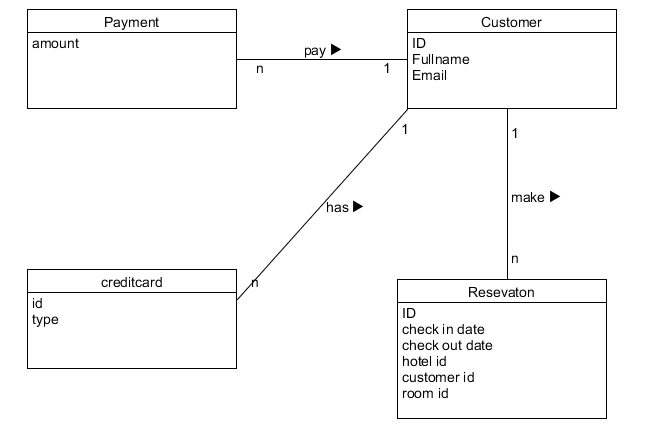 Payment
amount
pay ▶
n
1
Customer
ID
Fullname
Email
1
1
has ▶
make ▶
n
n
creditcard
id
type
Resevaton
ID
check in date
check out date
hotel id
customer id
room id